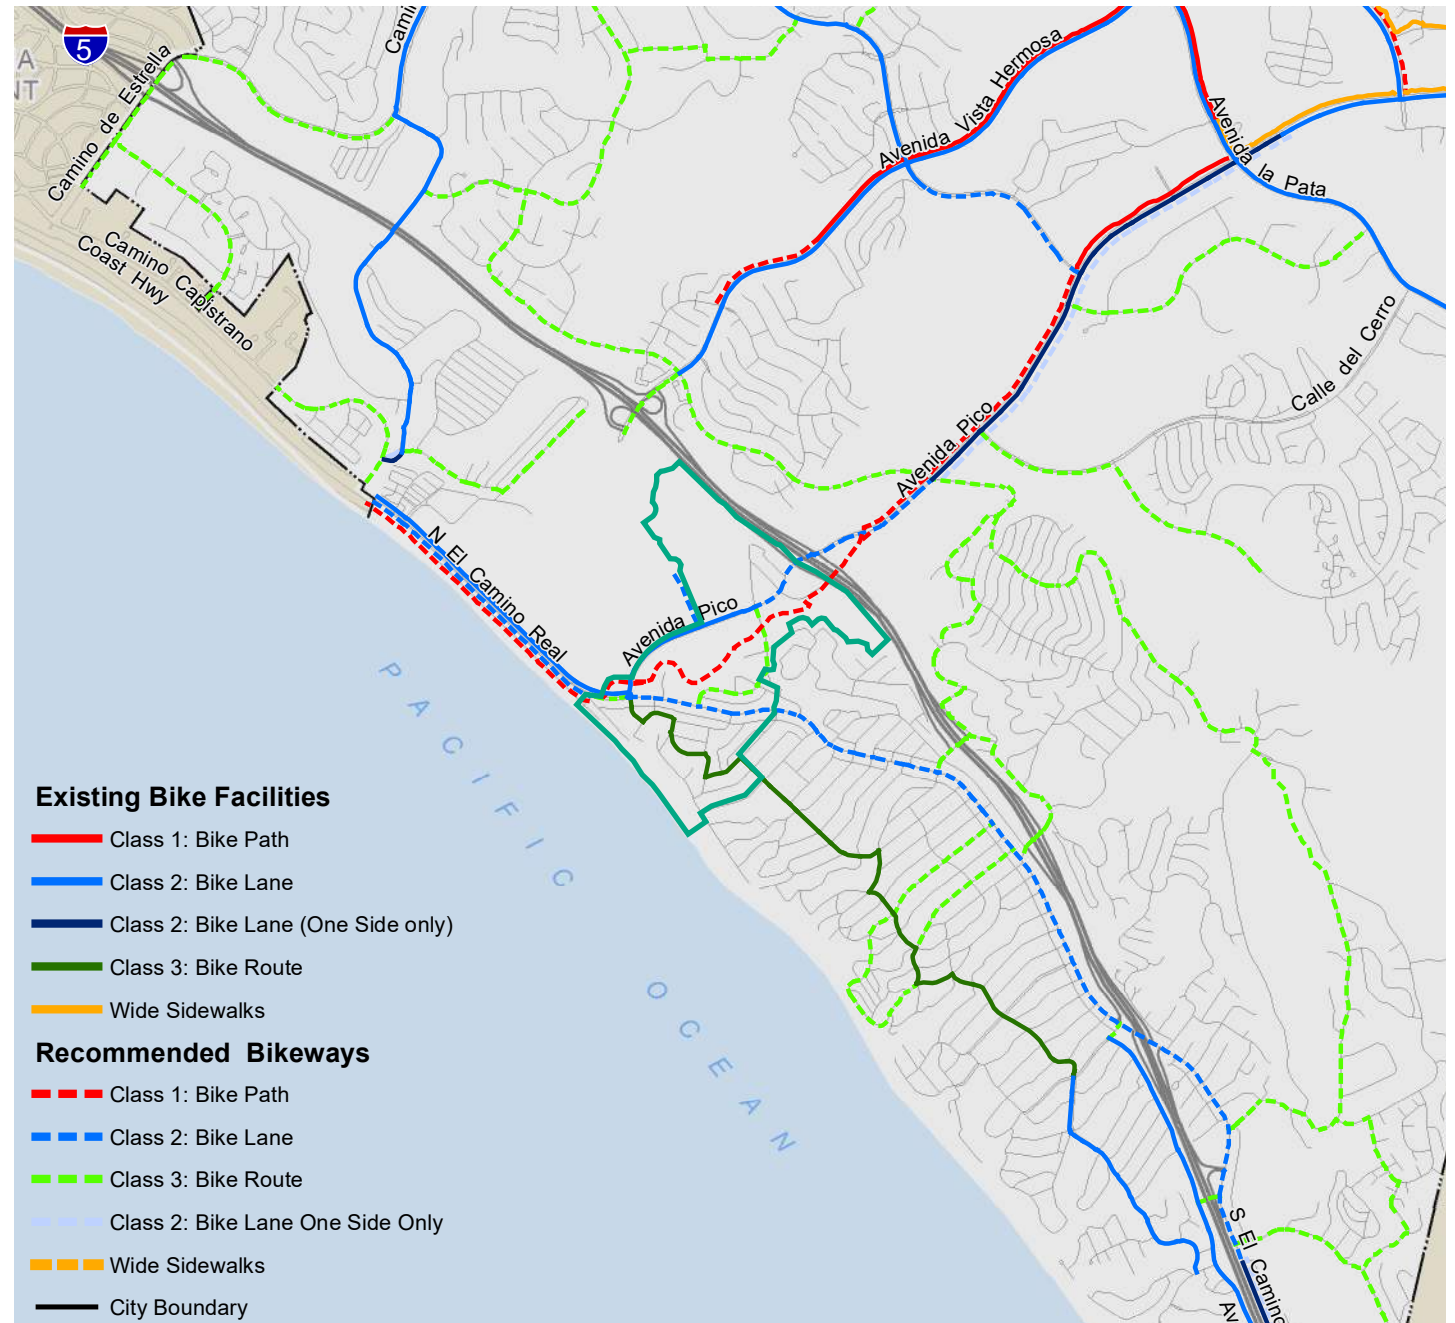 5
A
NT
Camino de Estrella
Cami
Avenida Vista Hermosa
Avenida la Pata
Camino Capistrano
Coast Hwy
Calle del Cerro
Avenida Pico
N El Camino Real
Avenida Pico
PACIFIC OCEAN
S El Camino
Av
Existing Bike Facilities
Class 1: Bike Path
Class 2: Bike Lane
Class 2: Bike Lane (One Side only)
Class 3: Bike Route
Wide Sidewalks
Recommended Bikeways
Class 1: Bike Path
Class 2: Bike Lane
Class 3: Bike Route
Class 2: Bike Lane One Side Only
Wide Sidewalks
City Boundary